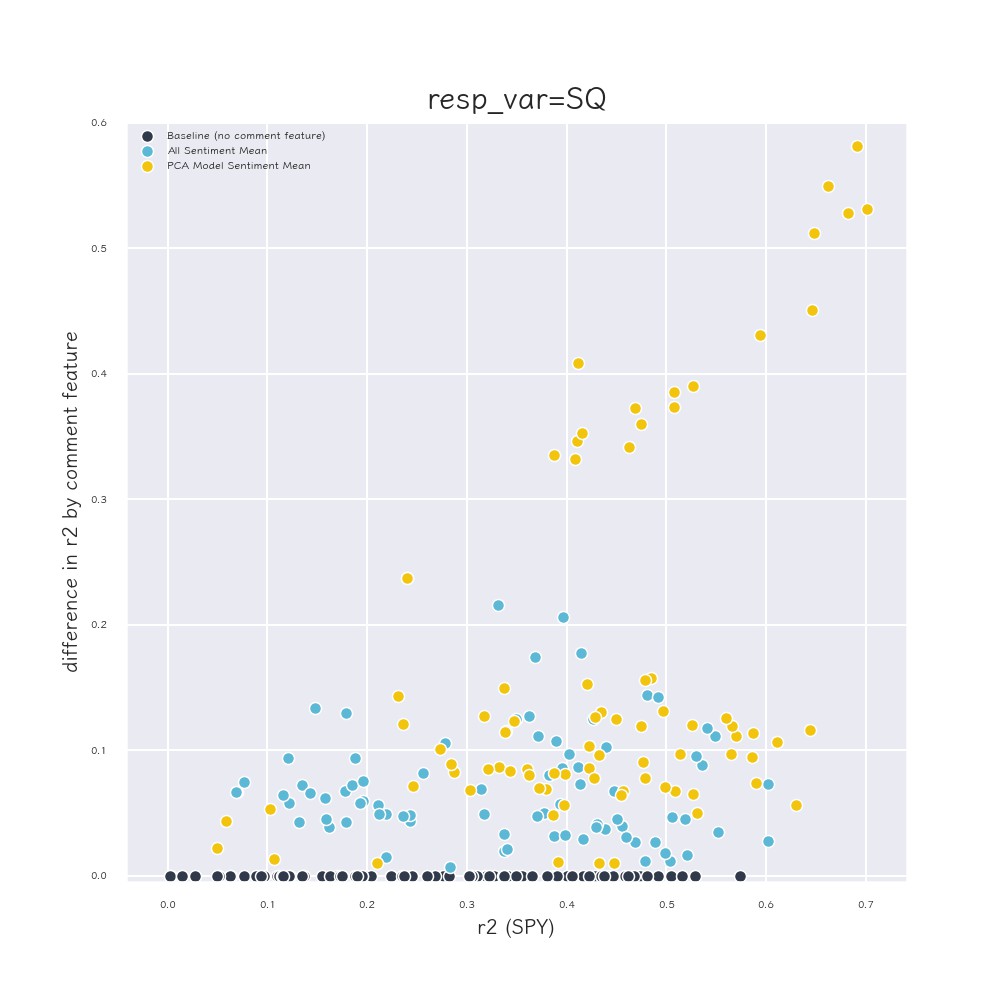 resp_var=SQ
Baseline (no comment feature)
All Sentiment Mean
PCA Model Sentiment Mean
difference in r2 by comment feature
0.6
0.5
0.4
0.3
0.2
0.1
0.0
0.0 0.1 0.2 0.3 0.4 0.5 0.6 0.7
r2 (SPY)